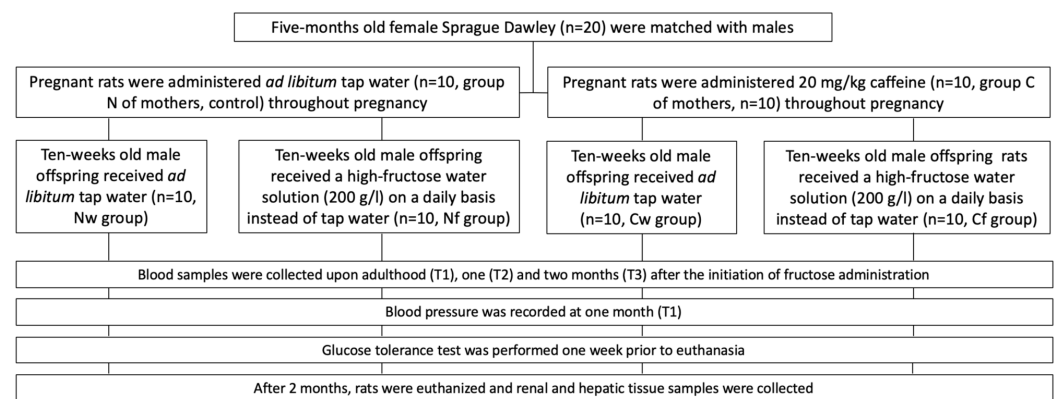 Five-months old female Sprague Dawley (n=20) were matched with males
Pregnant rats were administered ad libitum tap water (n=10, group
N of mothers, control) throughout pregnancy
Pregnant rats were administered 20 mg/kg caffeine (n=10, group C
of mothers, n=10) throughout pregnancy
Ten-weeks old male
offspring received ad
libitum tap water (n=10,
Nw group)
Ten-weeks old male offspring
received a high-fructose water
solution (200 g/l) on a daily basis
instead of tap water (n=10, Nf group)
Ten-weeks old male
offspring received ad
libitum tap water
(n=10, Cw group)
Ten-weeks old male offspring rats
received a high-fructose water
solution (200 g/l) on a daily basis
instead of tap water (n=10, Cf group)
Blood samples were collected upon adulthood (T1), one (T2) and two months (T3) after the initiation of fructose administration
Blood pressure was recorded at one month (T1)
Glucose tolerance test was performed one week prior to euthanasia
After 2 months, rats were euthanized and renal and hepatic tissue samples were collected